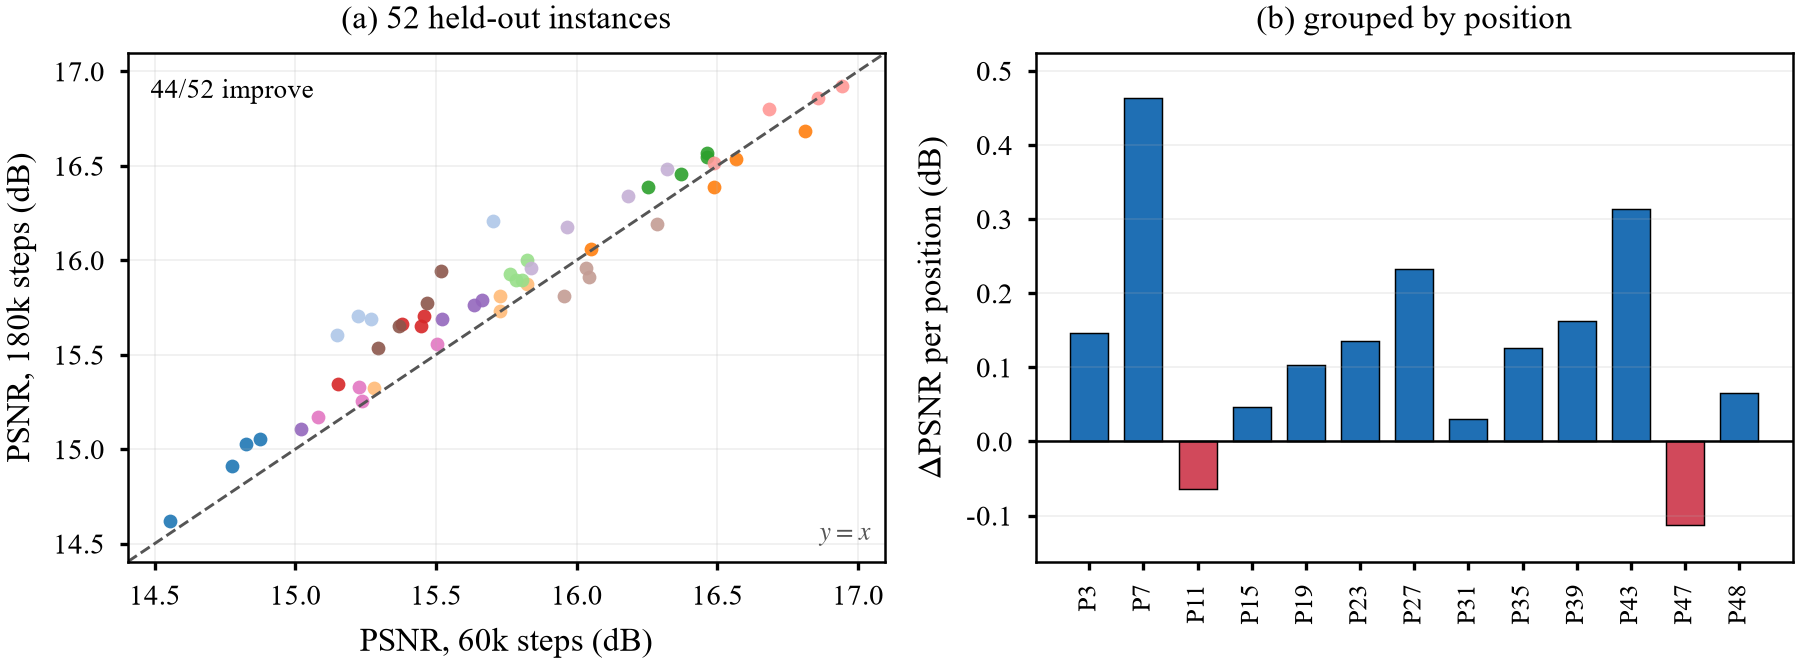 (a) 52 held-out instances
PSNR, 180k steps (dB)
17.0
16.5
16.0
15.5
15.0
14.5
44/52 improve
y = x
14.5 15.0 15.5 16.0 16.5 17.0
PSNR, 60k steps (dB)
(b) grouped by position
ΔPSNR per position (dB)
0.5
0.4
0.3
0.2
0.1
0.0
-0.1
P3 P7 P11 P15 P19 P23 P27 P31 P35 P39 P43 P47 P48